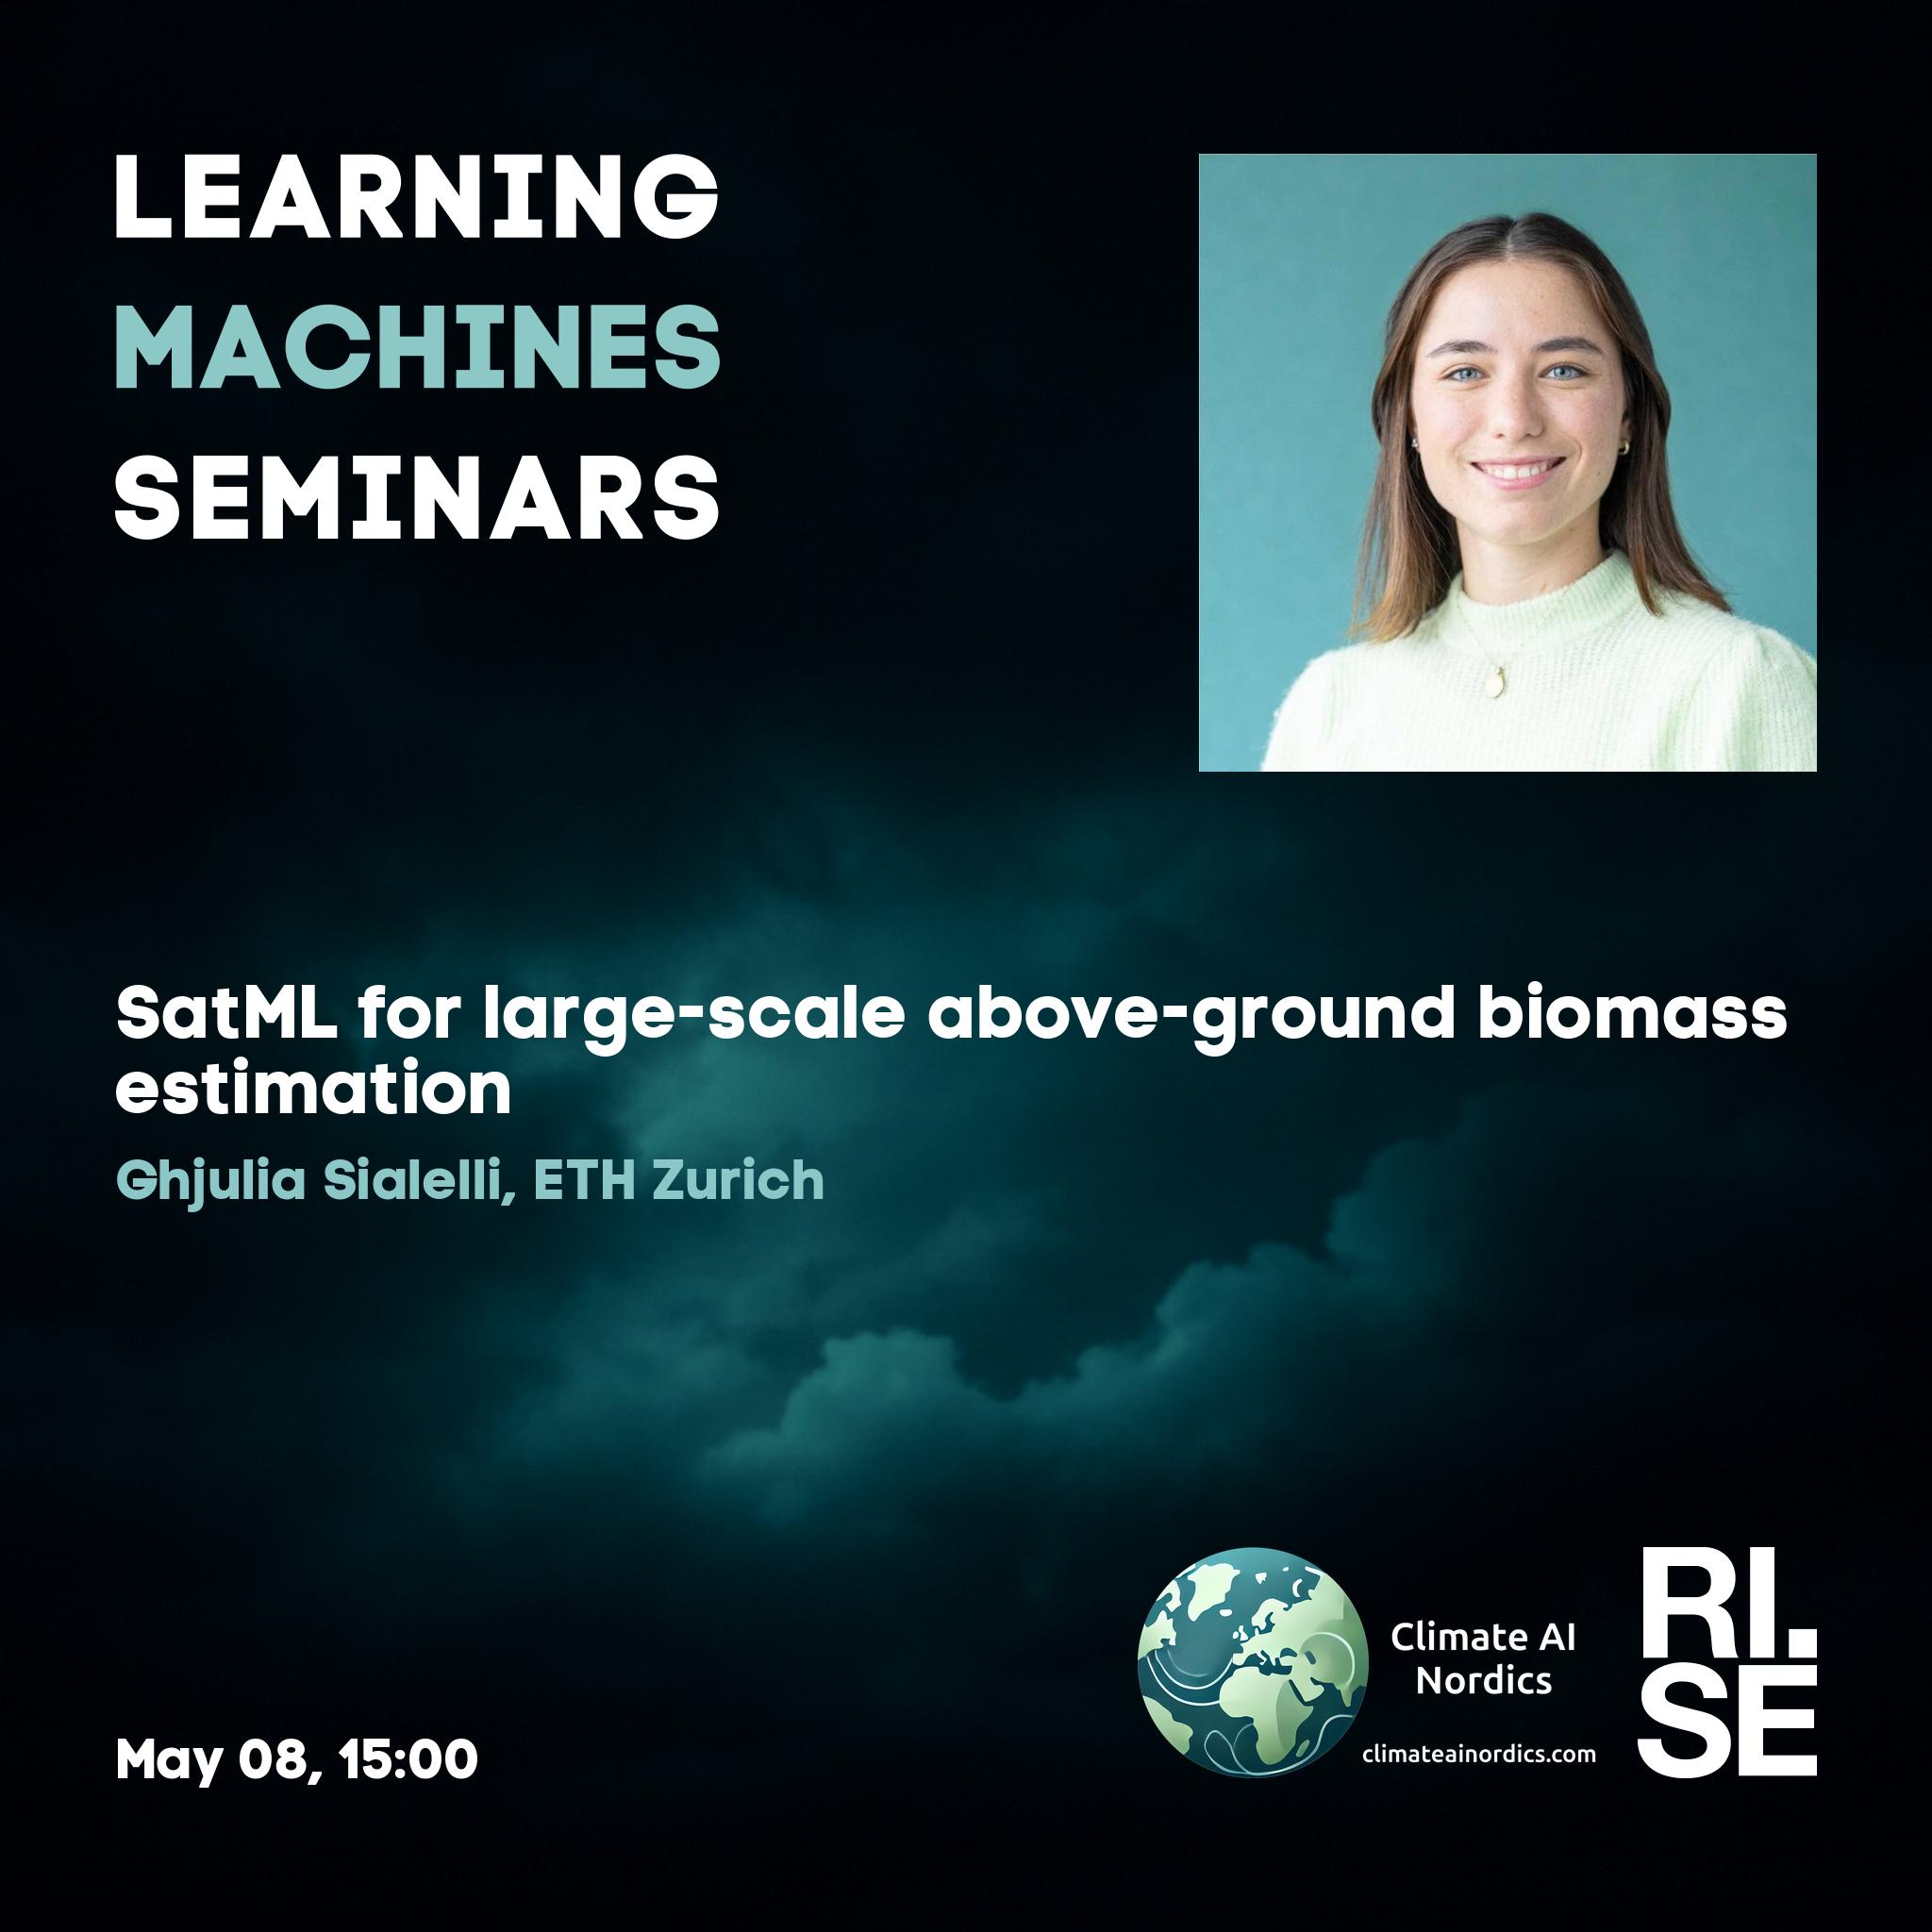 LEARNING
MACHINES
SEMINARS
SatML for large-scale above-ground biomass
estimation
Ghjulia Sialelli, ETH Zurich
May 08, 15:00
Climate AI
Nordics
climateainordics.com
RI.
SE